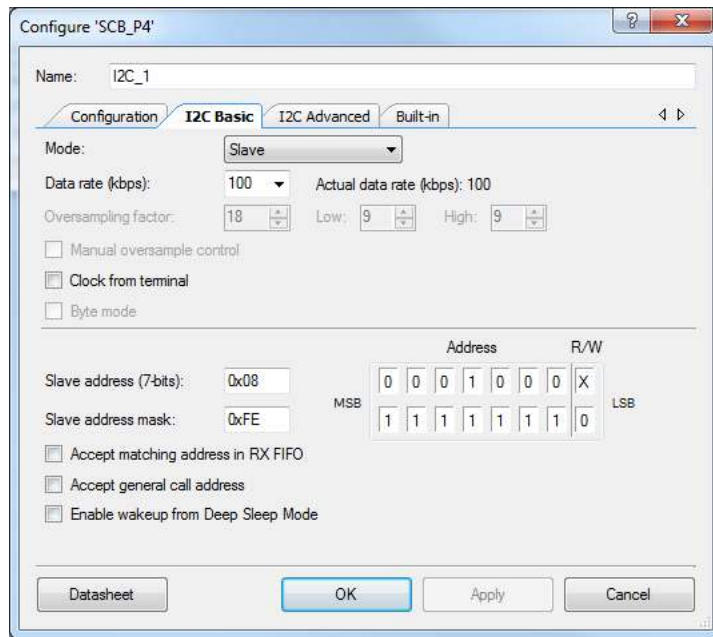 Configure 'SCB_P4'
Name: I2C_1
Configuration I2C Basic I2C Advanced Built-in
Mode: Slave
Data rate (kbps): 100 Actual data rate (kbps): 100
Oversampling factor: 18 Low: 9 High: 9
Manual oversample control
Clock from terminal
Byte mode
Address R/W
Slave address (7-bits): 0x08 0 0 0 1 0 0 0 X
MSB LSB
Slave address mask: 0xFE 1 1 1 1 1 1 1 0
Accept matching address in RX FIFO
Accept general call address
Enable wakeup from Deep Sleep Mode
Datasheet OK Apply Cancel